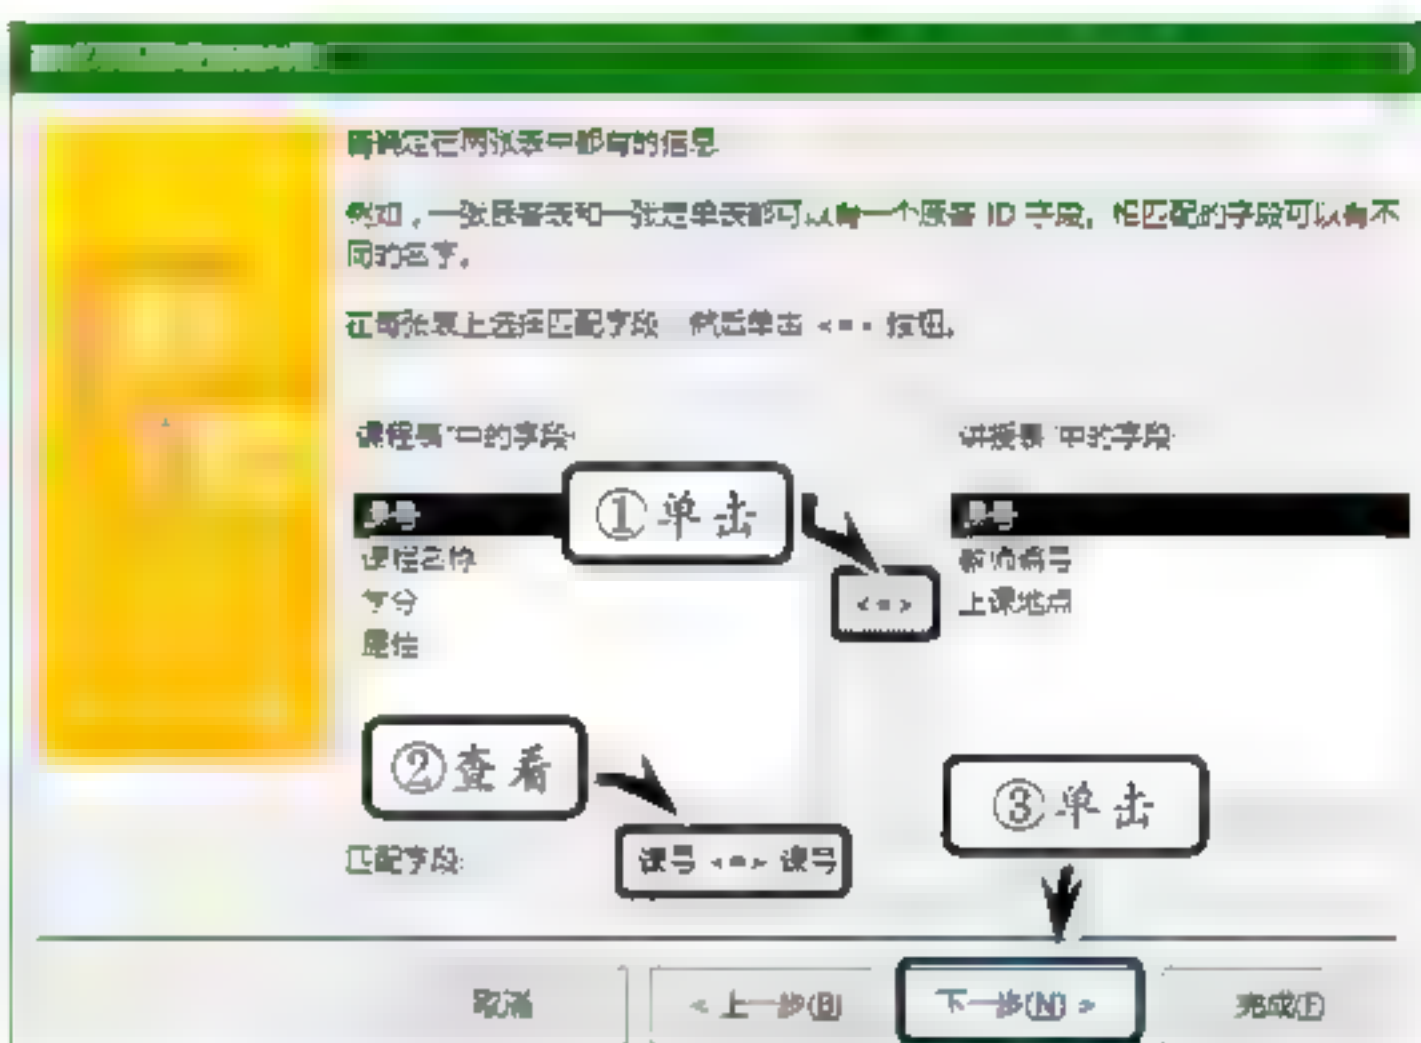 请确定在两张表中都有的信息
例如，一张顾客表和一张定单表都可以有一个顾客 ID 字段，相匹配的字段可以有不
同的名字。
在每张表上选择匹配字段 然后单击 <=> 按钮。
课程表"中的字段:
讲授表"中的字段
课号
①单击
课号
课程名称
教师编号
学分
<=>
上课地点
属性
②查看
③单击
匹配字段:
课号 <=> 课号
取消
< 上一步(B)
下一步(N) >
完成(F)